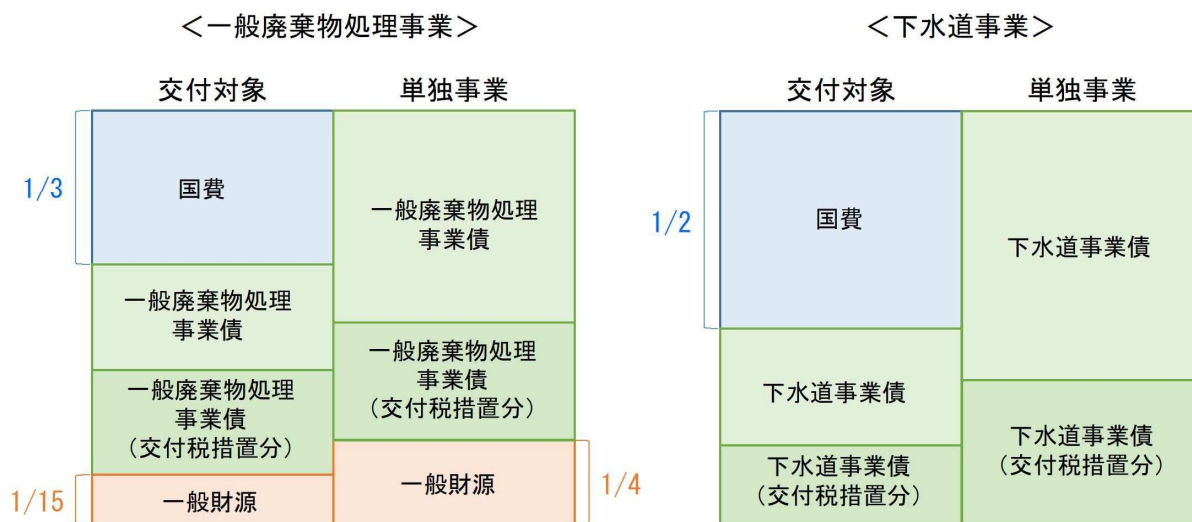 ＜一般廃棄物処理事業＞
交付対象
単独事業
1/3
国費
一般廃棄物処理
事業債
一般廃棄物処理
事業債
一般廃棄物処理
事業債
（交付税措置分）
一般廃棄物処理
事業債
（交付税措置分）
1/15
一般財源
一般財源
1/4
＜下水道事業＞
交付対象
単独事業
1/2
国費
下水道事業債
下水道事業債
下水道事業債
（交付税措置分）
下水道事業債
（交付税措置分）